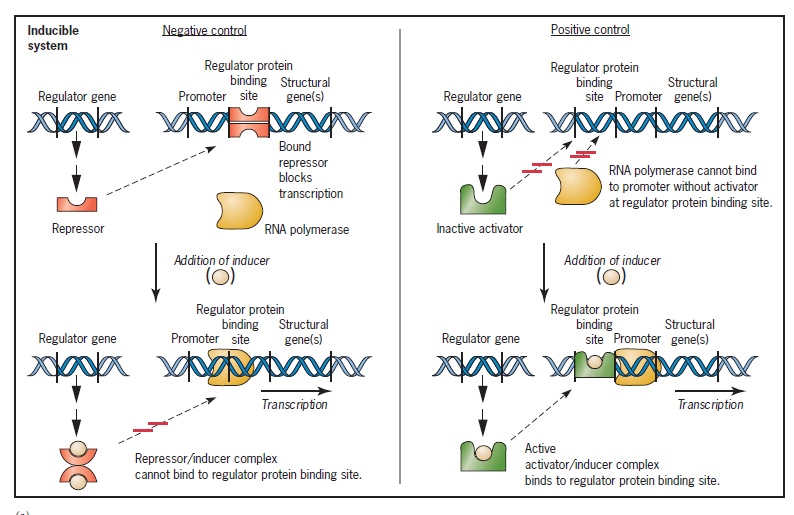 Inducible
system
Negative control
Regulator protein
binding
site
Structural
gene(s)
Regulator gene
Promoter
Bound
repressor
blocks
transcription
Repressor
RNA polymerase
Addition of inducer
( )
Regulator protein
binding
site
Structural
gene(s)
Regulator gene
Promoter
Transcription
Repressor/inducer complex
cannot bind to regulator protein binding site.
Positive control
Regulator protein
binding
site
Promoter
Structural
gene(s)
Regulator gene
RNA polymerase cannot bind
to promoter without activator
at regulator protein binding site.
Inactive activator
Addition of inducer
( )
Regulator protein
binding
site
Promoter
Structural
gene(s)
Regulator gene
Transcription
Active
activator/inducer complex
binds to regulator protein binding site.